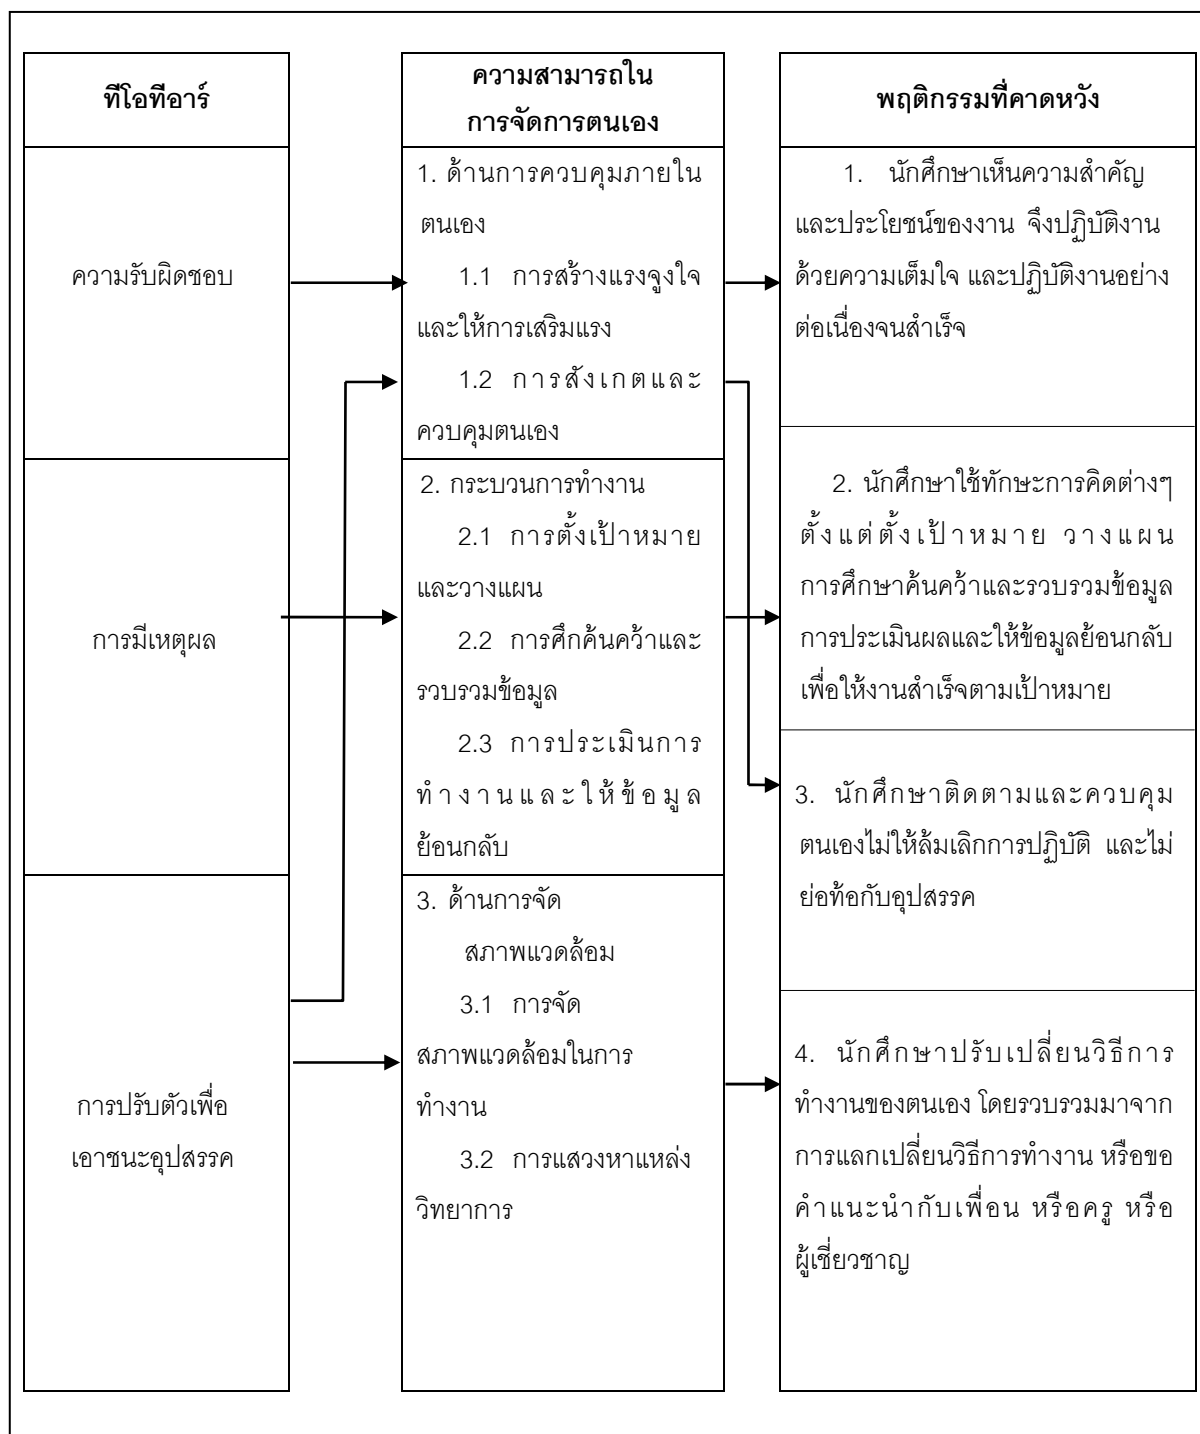 ทีโอทีอาร์
ความรับผิดชอบ
การมีเหตุผล
การปรับตัวเพื่อ
เอาชนะอุปสรรค
ความสามารถใน
การจัดการตนเอง
1. ด้านการควบคุมภายใน
ตนเอง
1.1 การสร้างแรงจูงใจ
และให้การเสริมแรง
1.2 การสังเกตและ
ควบคุมตนเอง
2. กระบวนการทำงาน
2.1 การตั้งเป้าหมาย
และวางแผน
2.2 การศึกค้นคว้าและ
รวบรวมข้อมูล
2.3 การประเมินการ
ทำงานและให้ข้อมูล
ย้อนกลับ
3. ด้านการจัด
สภาพแวดล้อม
3.1 การจัด
สภาพแวดล้อมในการ
ทำงาน
3.2 การแสวงหาแหล่ง
วิทยาการ
พฤติกรรมที่คาดหวัง
1. นักศึกษาเห็นความสำคัญ
และประโยชน์ของงาน จึงปฏิบัติงาน
ด้วยความเต็มใจ และปฏิบัติงานอย่าง
ต่อเนื่องจนสำเร็จ
2. นักศึกษาใช้ทักษะการคิดต่างๆ
ตั้งแต่ตั้งเป้าหมาย วางแผน
การศึกษาค้นคว้าและรวบรวมข้อมูล
การประเมินผลและให้ข้อมูลย้อนกลับ
เพื่อให้งานสำเร็จตามเป้าหมาย
3. นักศึกษาติดตามและควบคุม
ตนเองไม่ให้ล้มเลิกการปฏิบัติ และไม่
ย่อท้อกับอุปสรรค
4. นักศึกษาปรับเปลี่ยนวิธีการ
ทำงานของตนเอง โดยรวบรวมมาจาก
การแลกเปลี่ยนวิธีการทำงาน หรือขอ
คำแนะนำกับเพื่อน หรือครู หรือ
ผู้เชี่ยวชาญ